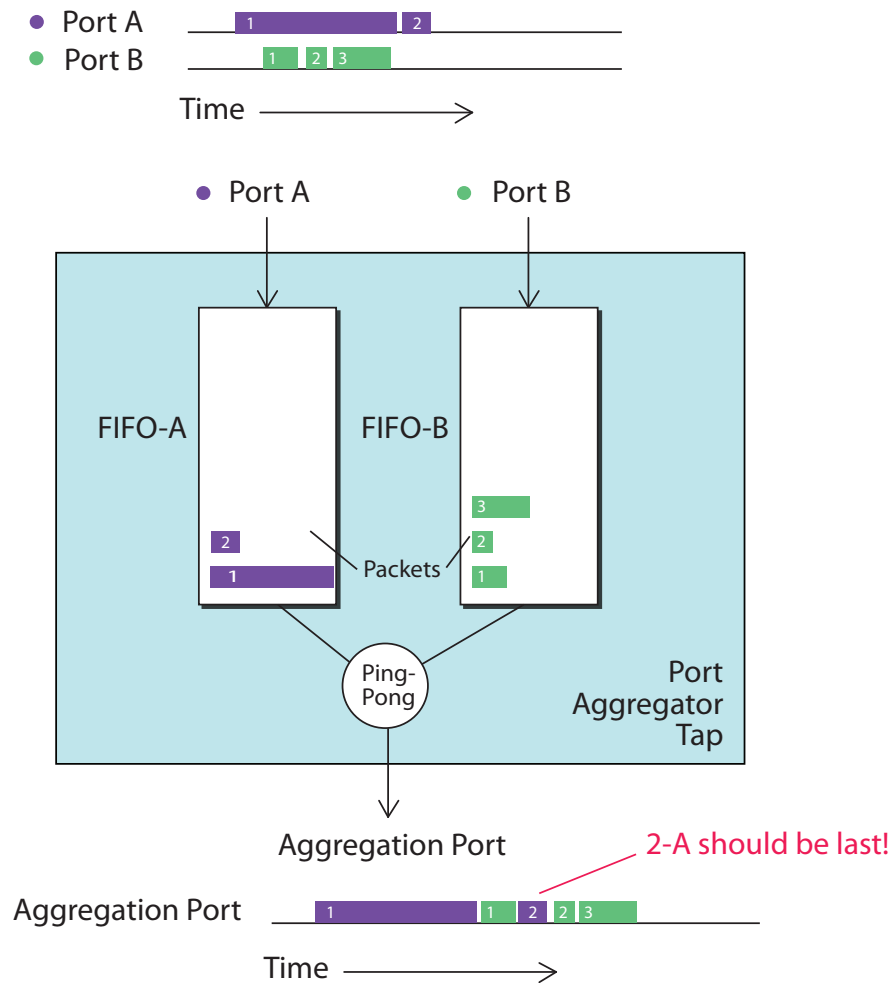 Port A
1 2
Port B
1 2 3
Time
Port A Port B
FIFO-A FIFO-B
3
2 2
Packets
1 1
Ping-
Pong
Port
Aggregator
Tap
Aggregation Port
2-A should be last!
Aggregation Port
1 1 2 2 3
Time